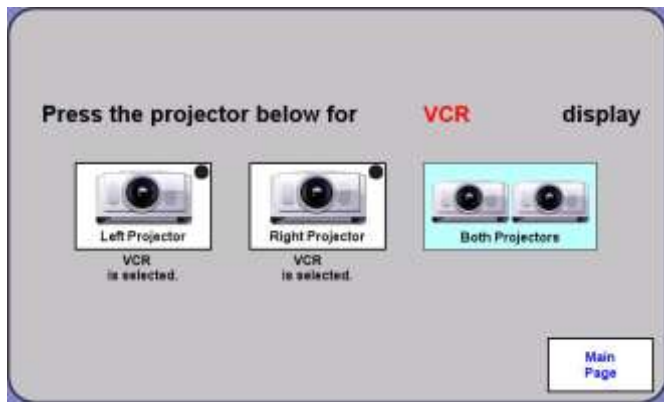 Press the projector below for VCR display
Left Projector
Right Projector
Both Projectors
VCR
is selected.
VCR
is selected.
Main
Page